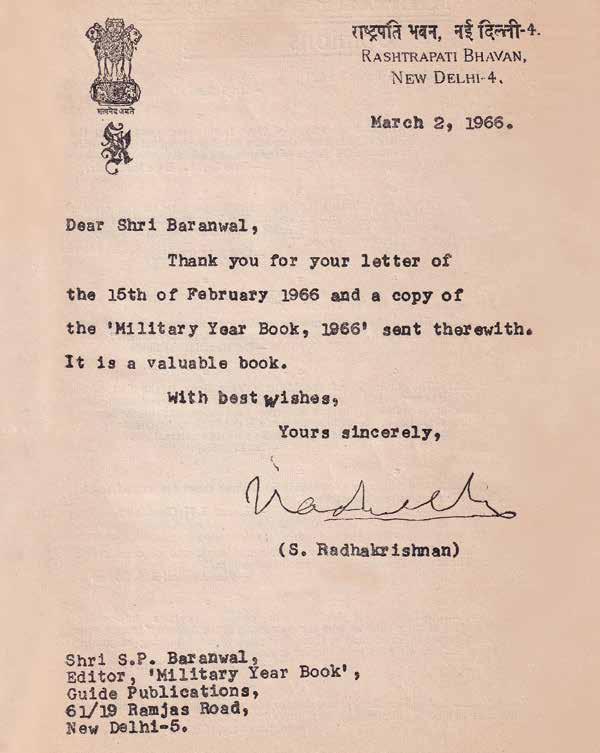 राष्ट्रपति भवन, नई दिल्ली-4.
RASHTRAPATI BHAVAN,
NEW DELHI-4.
सत्यमेव जयते
March 2, 1966.
Dear Shri Baranwal,
Thank you for your letter of
the 15th of February 1966 and a copy of
the 'Military Year Book, 1966' sent therewith.
It is a valuable book.
With best wishes,
Yours sincerely,
(S. Radhakrishnan)
Shri S.P. Baranwal,
Editor, 'Military Year Book',
Guide Publications,
61/19 Ramjas Road,
New Delhi-5.